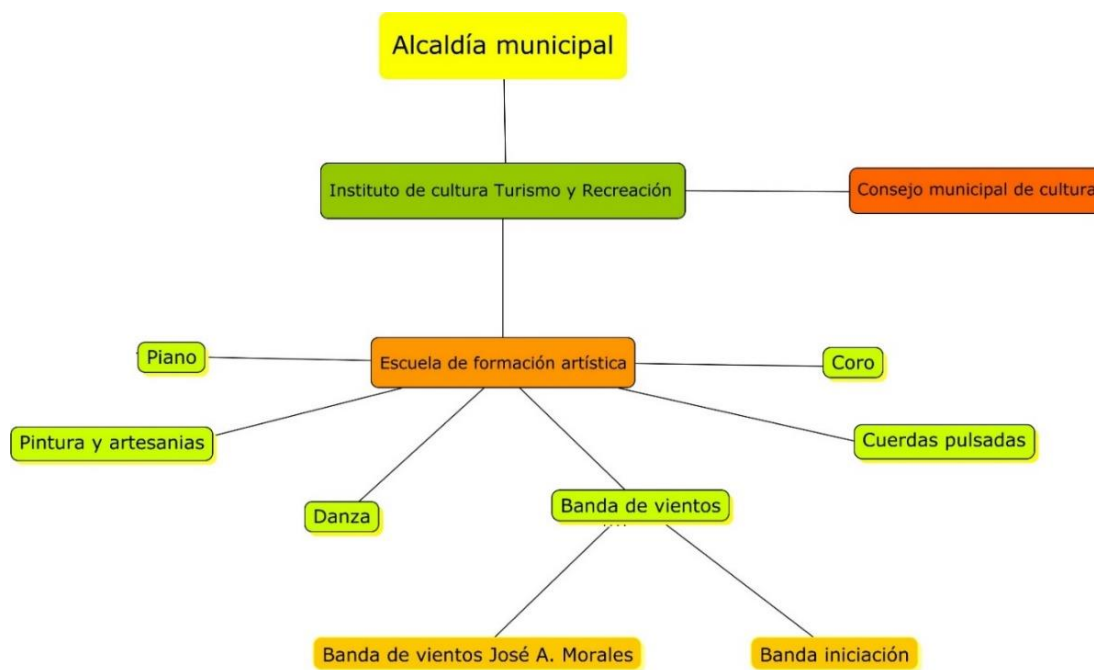 Alcaldía municipal
Instituto de cultura Turismo y Recreación
Consejo municipal de cultura
Piano
Escuela de formación artística
Coro
Pintura y artesanias
Cuerdas pulsadas
Danza
Banda de vientos
Banda de vientos José A. Morales
Banda iniciación